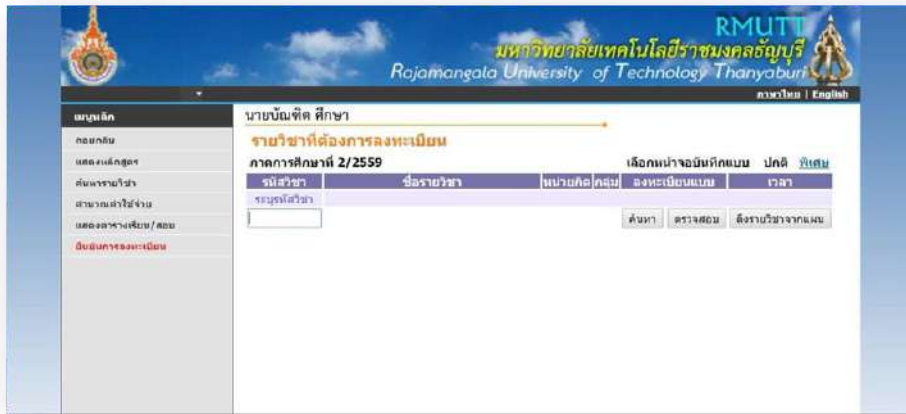 RMUTT
มหาวิทยาลัยเทคโนโลยีราชมงคลธัญบุรี
Rajamangala University of Technology Thanyaburi
ภาษาไทย | English
เมนูหลัก
ถอยกลับ
แสดงหลักสูตร
ค้นหารายวิชา
คำนวณค่าใช้จ่าย
แสดงตารางเรียน/สอบ
ยืนยันการลงทะเบียน
นายบัณฑิต ศึกษา
รายวิชาที่ต้องการลงทะเบียน
ภาคการศึกษาที่ 2/2559 เลือกหน้าจอบันทึกแบบ ปกติ พิเศษ
รหัสวิชา ชื่อรายวิชา หน่วยกิต กลุ่ม ลงทะเบียนแบบ เวลา
ระบุรหัสวิชา
ค้นหา ตรวจสอบ ดึงรายวิชาจากแผน